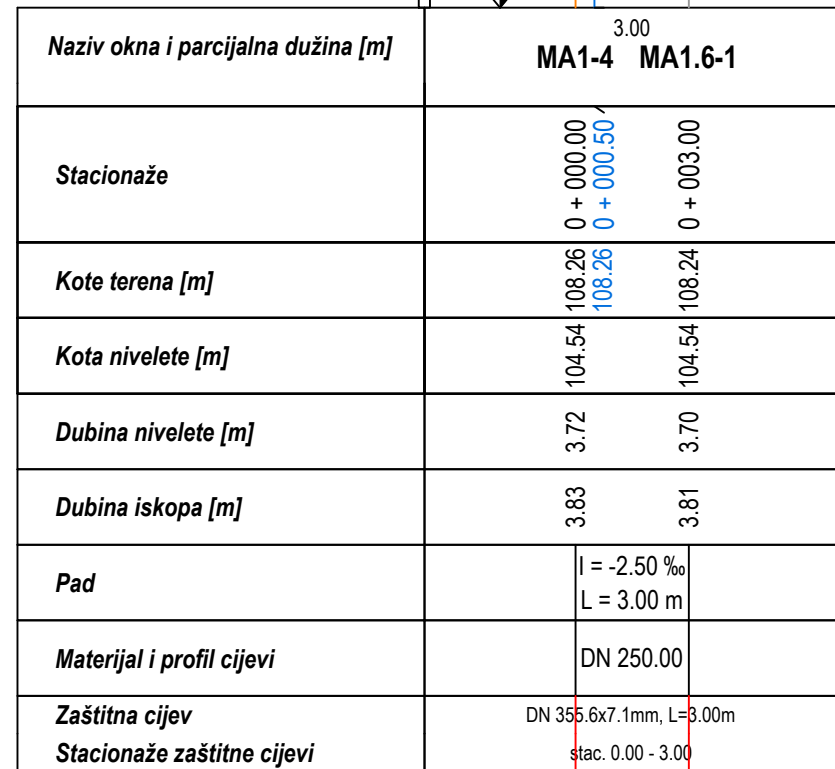 Naziv okna i parcijalna dužina [m]
3.00
MA1-4 MA1.6-1
Stacionaže
0 + 000.00
0 + 000.50
0 + 003.00
Kote terena [m]
108.26
108.26
108.24
Kota nivelete [m]
104.54
104.54
Dubina nivelete [m]
3.72
3.70
Dubina iskopa [m]
3.83
3.81
Pad
I = -2.50 ‰
L = 3.00 m
Materijal i profil cijevi
DN 250.00
Zaštitna cijev
DN 355.6x7.1mm, L=3.00m
Stacionaže zaštitne cijevi
stac. 0.00 - 3.00